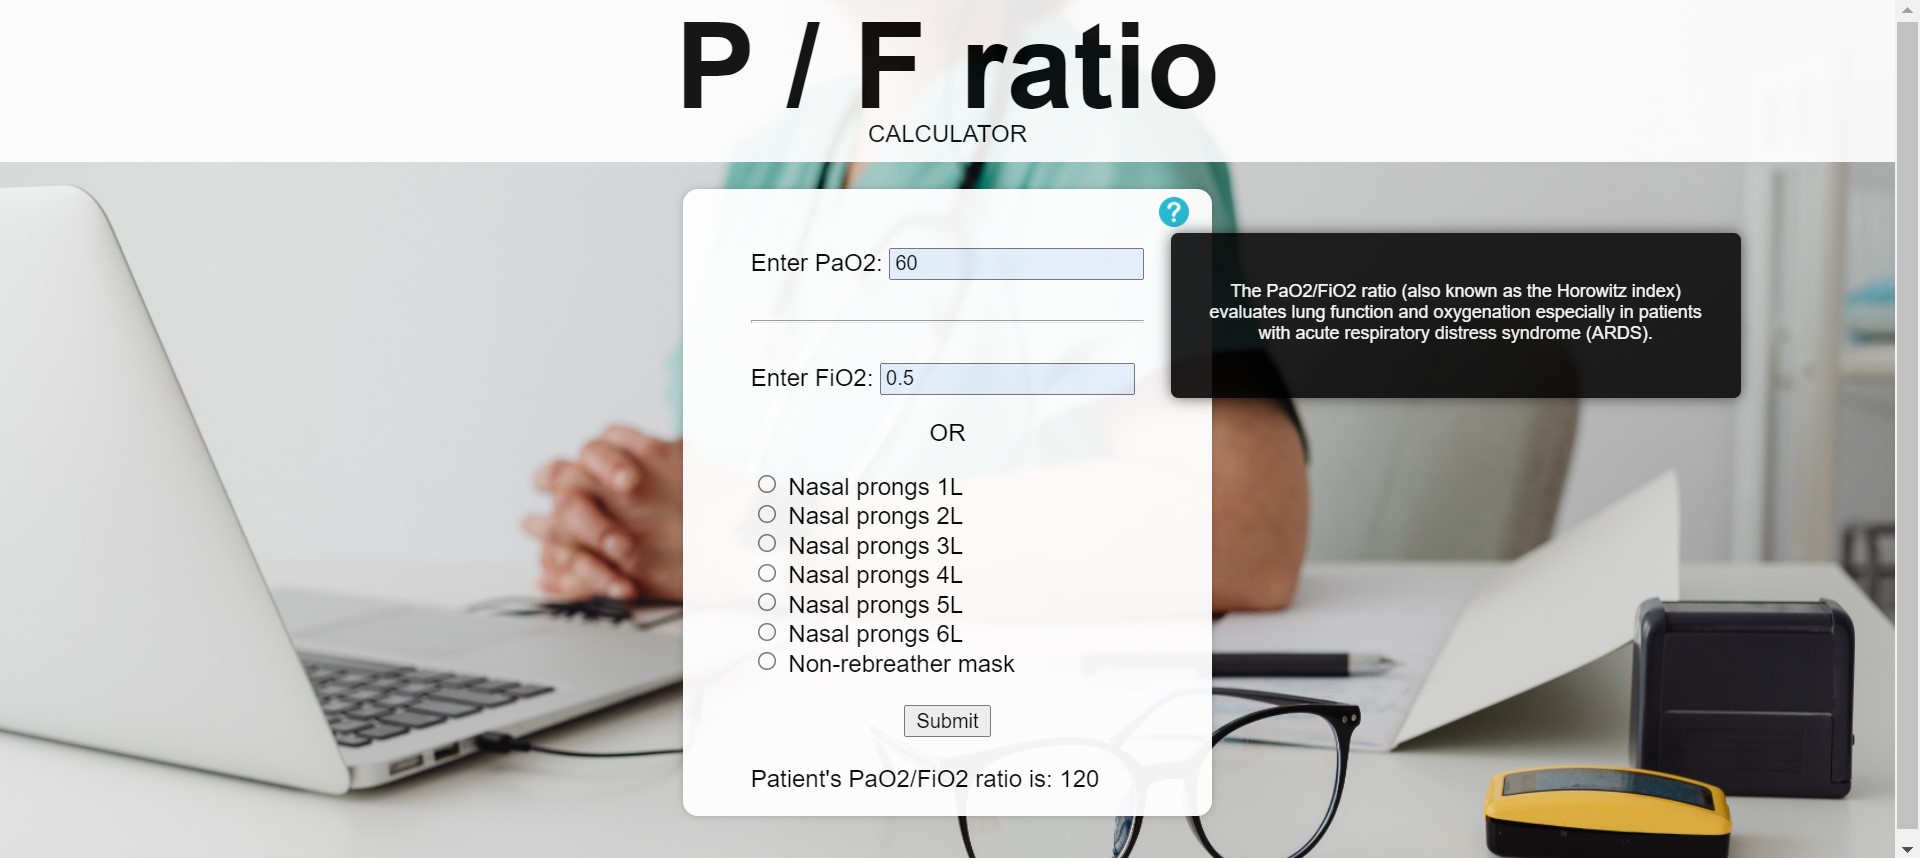 P / F ratio
CALCULATOR
?
Enter PaO2: 60
The PaO2/FiO2 ratio (also known as the Horowitz index)
evaluates lung function and oxygenation especially in patients
with acute respiratory distress syndrome (ARDS).
Enter FiO2: 0.5
OR
Nasal prongs 1L
Nasal prongs 2L
Nasal prongs 3L
Nasal prongs 4L
Nasal prongs 5L
Nasal prongs 6L
Non-rebreather mask
Submit
Patient's PaO2/FiO2 ratio is: 120